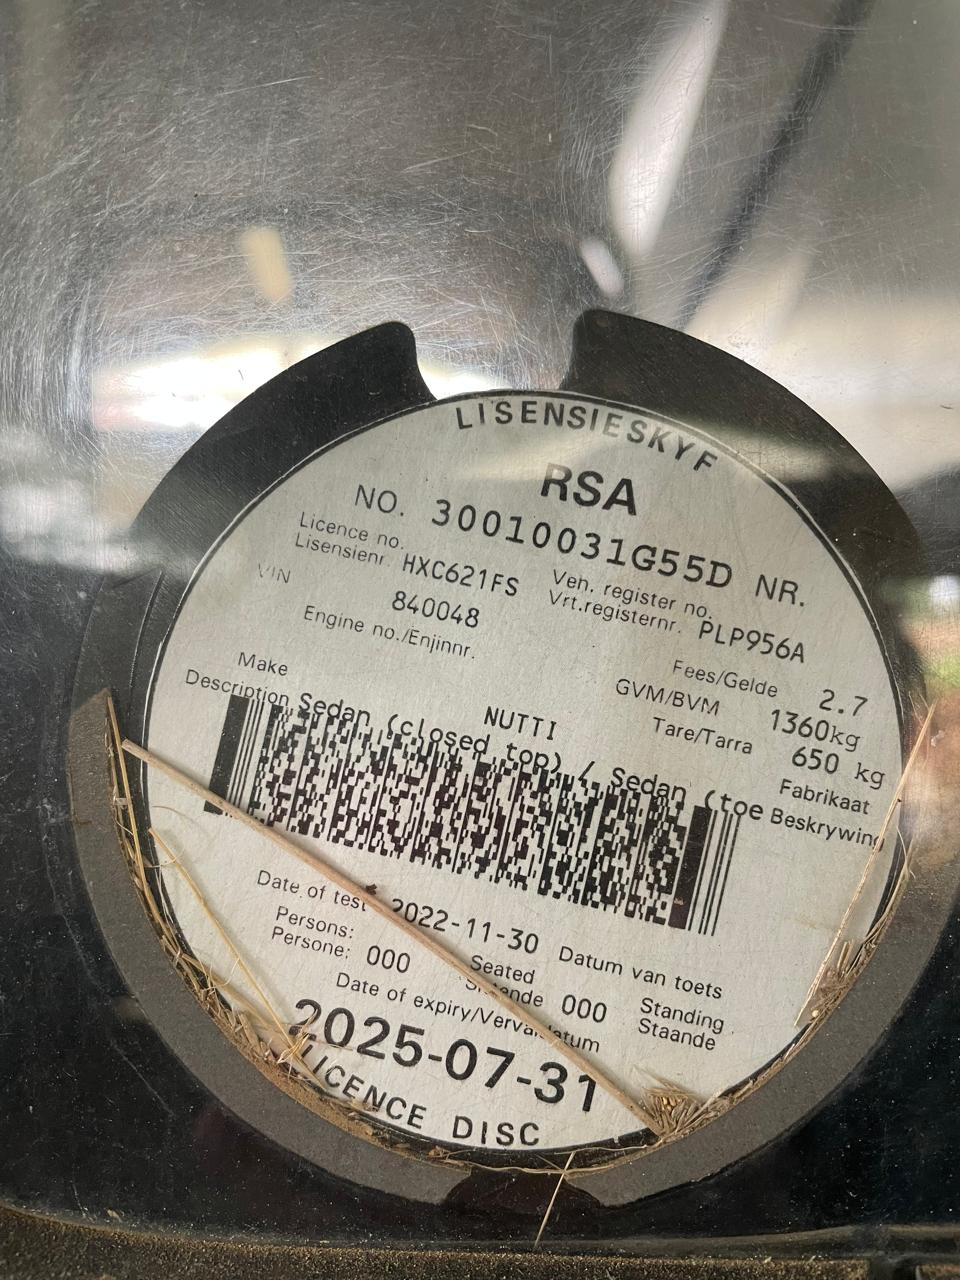 LISENSIESKYF
RSA
NO. 30010031G55D NR.
Licence no.
Lisensienr. HXC621FS
Veh. register no.
Vrt.registernr. PLP956A
VIN 840048
Engine no./Enjinnr.
Fees/Gelde 2.7
GVM/BVM 1360kg
Tare/Tarra 650 kg
Make NUTTI Fabrikaat
Description Sedan (closed top) / Sedan (toe Beskrywing
Date of test 2022-11-30 Datum van toets
Persons:
Persone: 000
Seated
000
Standing
Staande
Date of expiry/
2025-07-31
LICENCE DISC